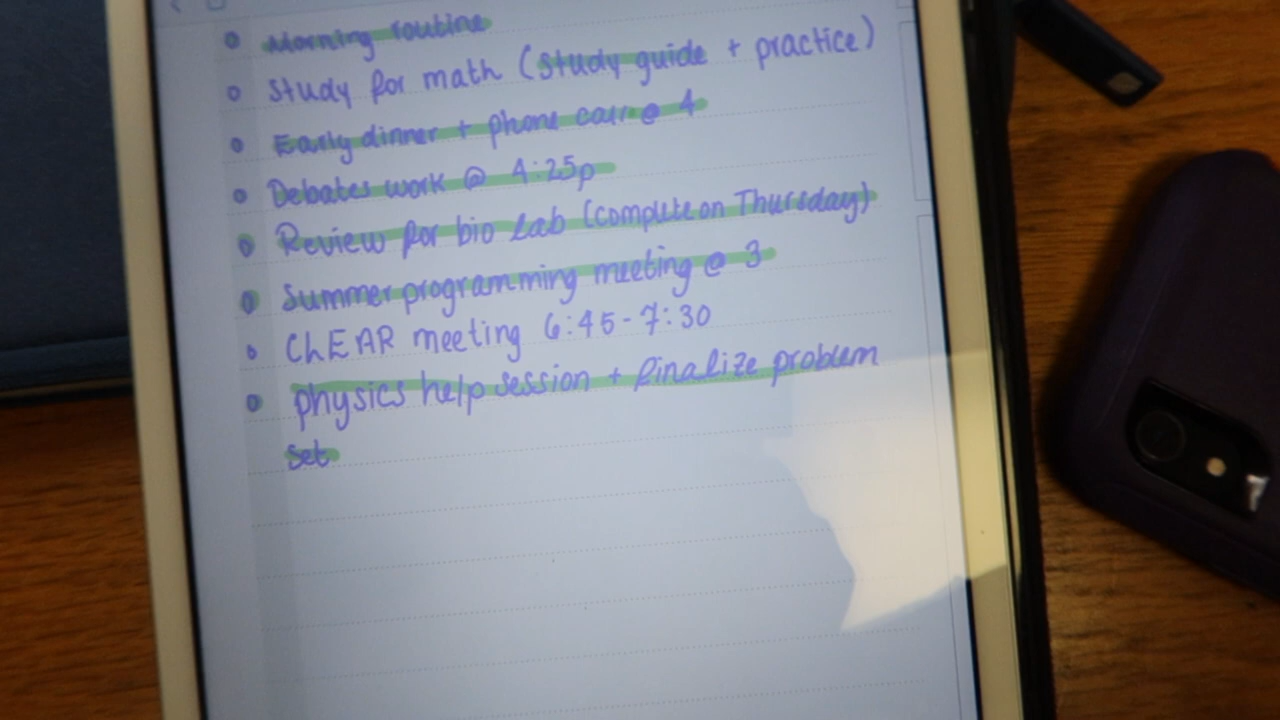 Morning routine
Study for math (study guide + practice)
Early dinner + phone call @ 4
Debates work @ 4:25p
Review for bio lab (complete on Thursday)
Summer programming meeting @ 3
ChEAR meeting 6:45-7:30
physics help session + finalize problem
set